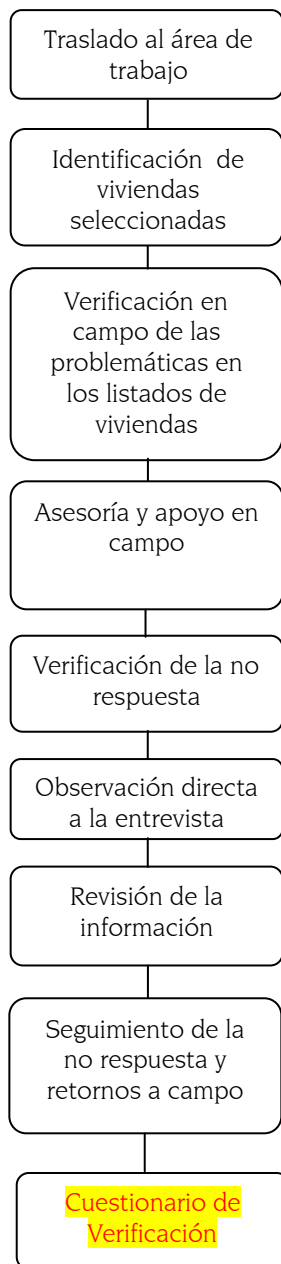 Traslado al área de
trabajo
Identificación de
viviendas
seleccionadas
Verificación en
campo de las
problemáticas en
los listados de
viviendas
Asesoría y apoyo en
campo
Verificación de la no
respuesta
Observación directa
a la entrevista
Revisión de la
información
Seguimiento de la
no respuesta y
retornos a campo
Cuestionario de
Verificación